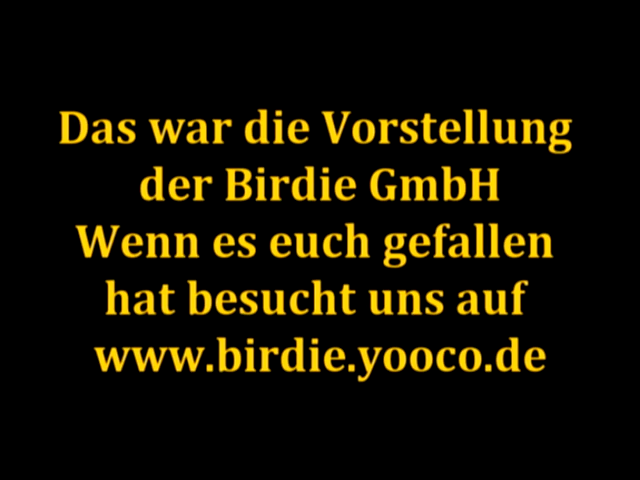 Das war die Vorstellung
der Birdie GmbH
Wenn es euch gefallen
hat besucht uns auf
www.birdie.yooco.de